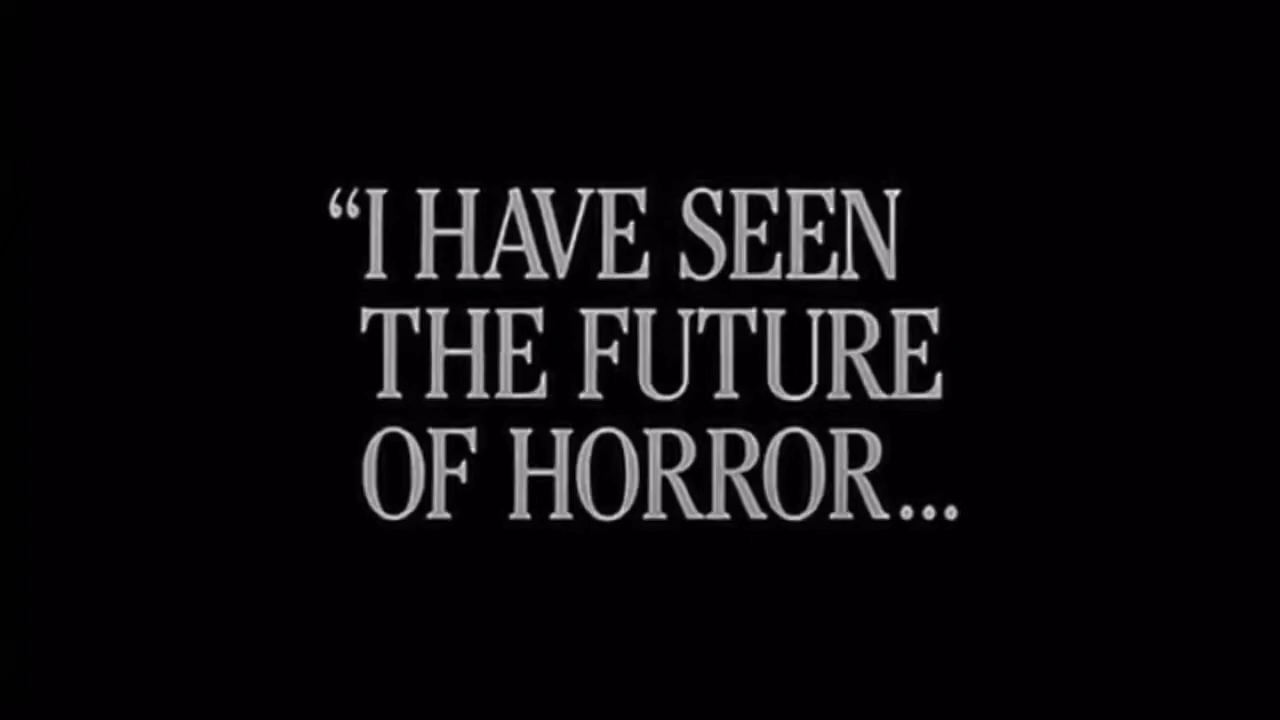 “I HAVE SEEN
THE FUTURE
OF HORROR...